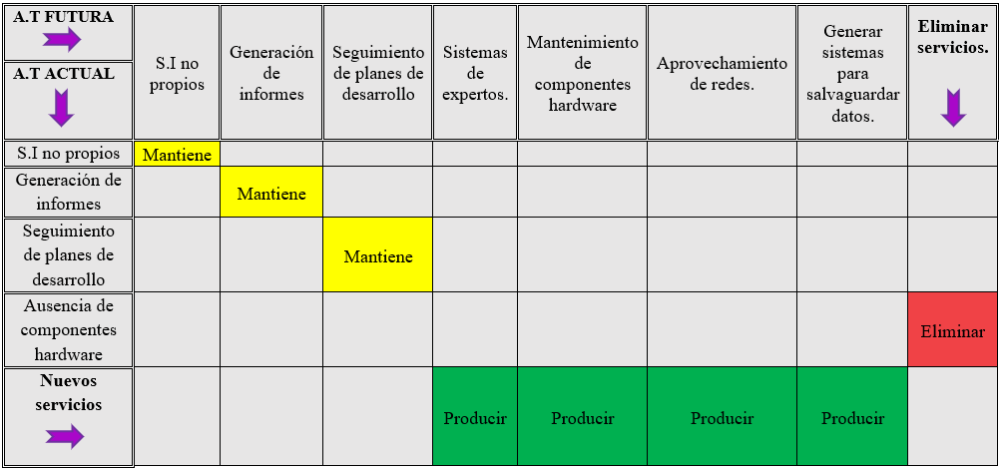 A.T FUTURA
A.T ACTUAL
S.I no
propios
Generación
de
informes
Seguimiento
de planes de
desarrollo
Sistemas
de
expertos.
Mantenimiento
de
componentes
hardware
Aprovechamiento
de redes.
Generar
sistemas
para
salvaguardar
datos.
Eliminar
servicios.
S.I no propios
Mantiene
Generación de
informes
Mantiene
Seguimiento
de planes de
desarrollo
Mantiene
Ausencia de
componentes
hardware
Eliminar
Nuevos
servicios
Producir
Producir
Producir
Producir